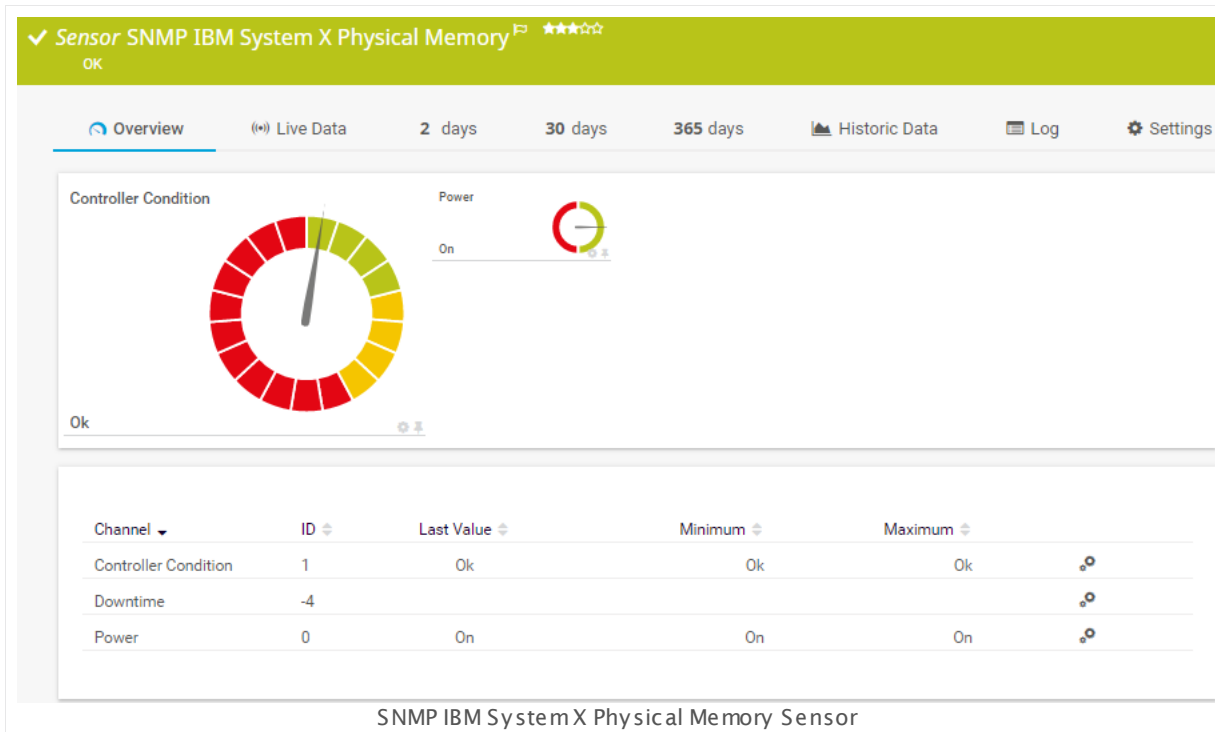 Sensor SNMP IBM System X Physical Memory
OK
Overview Live Data 2 days 30 days 365 days Historic Data Log Settings
Controller Condition
Ok
Power
On
Channel ID Last Value Minimum Maximum
Controller Condition 1 Ok Ok Ok
Downtime -4
Power 0 On On On
SNMP IBM System X Physical Memory Sensor